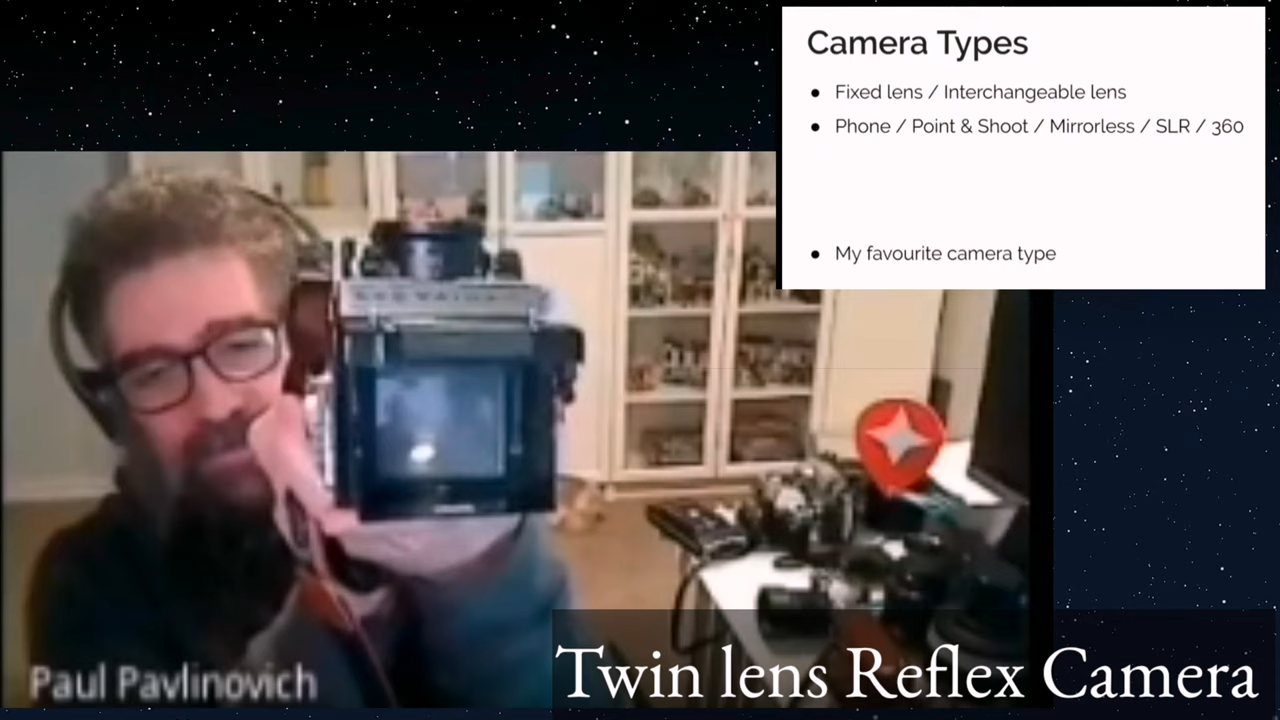 Camera Types
● Fixed lens / Interchangeable lens
● Phone / Point & Shoot / Mirrorless / SLR / 360
● My favourite camera type
Paul Pavlinovich
Twin lens Reflex Camera